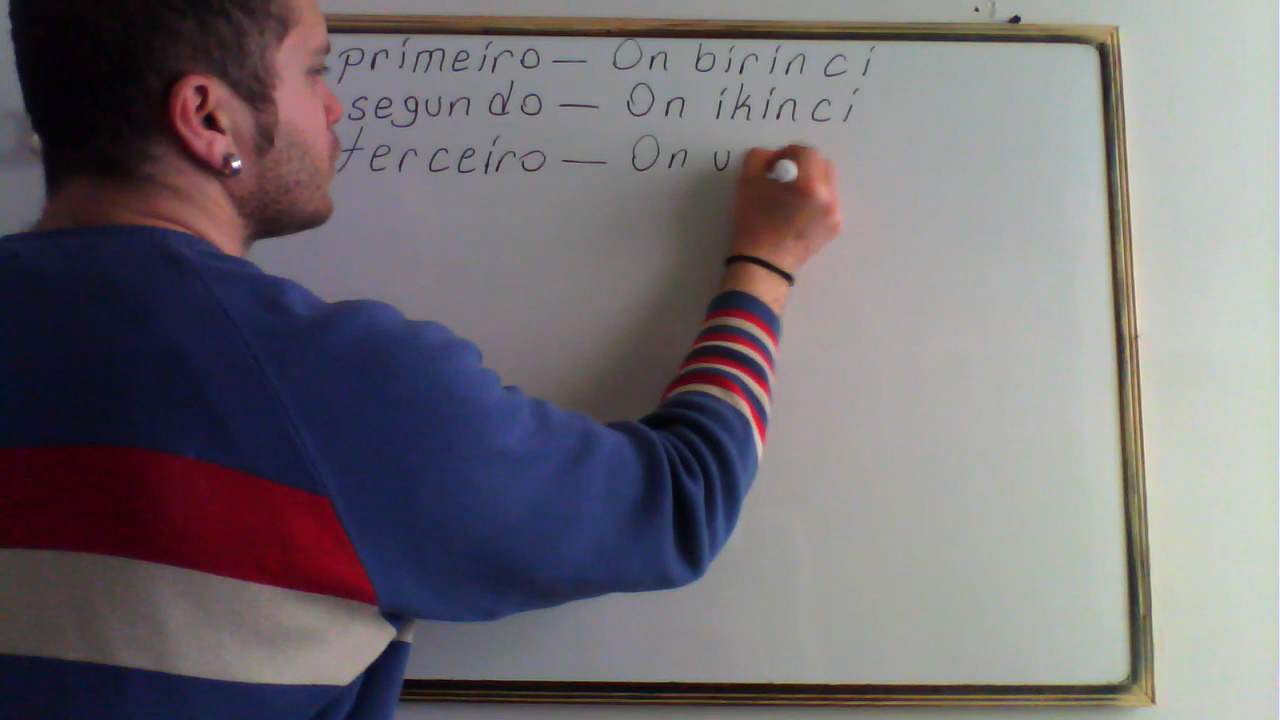 primeiro — On birinci
segundo — On ikinci
terceiro — On